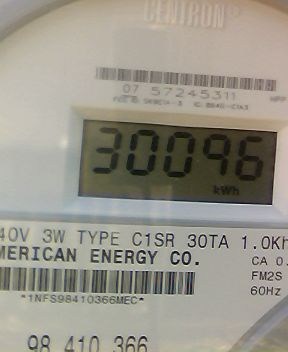 CENTRON®
07 57245311
30096
kWh
40V 3W TYPE C1SR 30TA 1.0Kh
MERICAN ENERGY CO.
CA 0.
FM2S
60Hz
*1NFS98410366MEC*
98 410 366